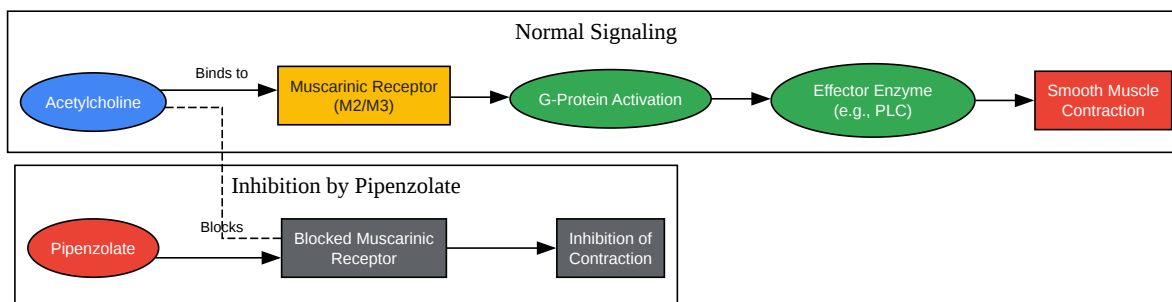 Normal Signaling
Acetylcholine
Binds to
Muscarinic Receptor
(M2/M3)
G-Protein Activation
Effector Enzyme
(e.g., PLC)
Smooth Muscle
Contraction
Inhibition by Pipenzolate
Pipenzolate
Blocks
Blocked Muscarinic
Receptor
Inhibition of
Contraction